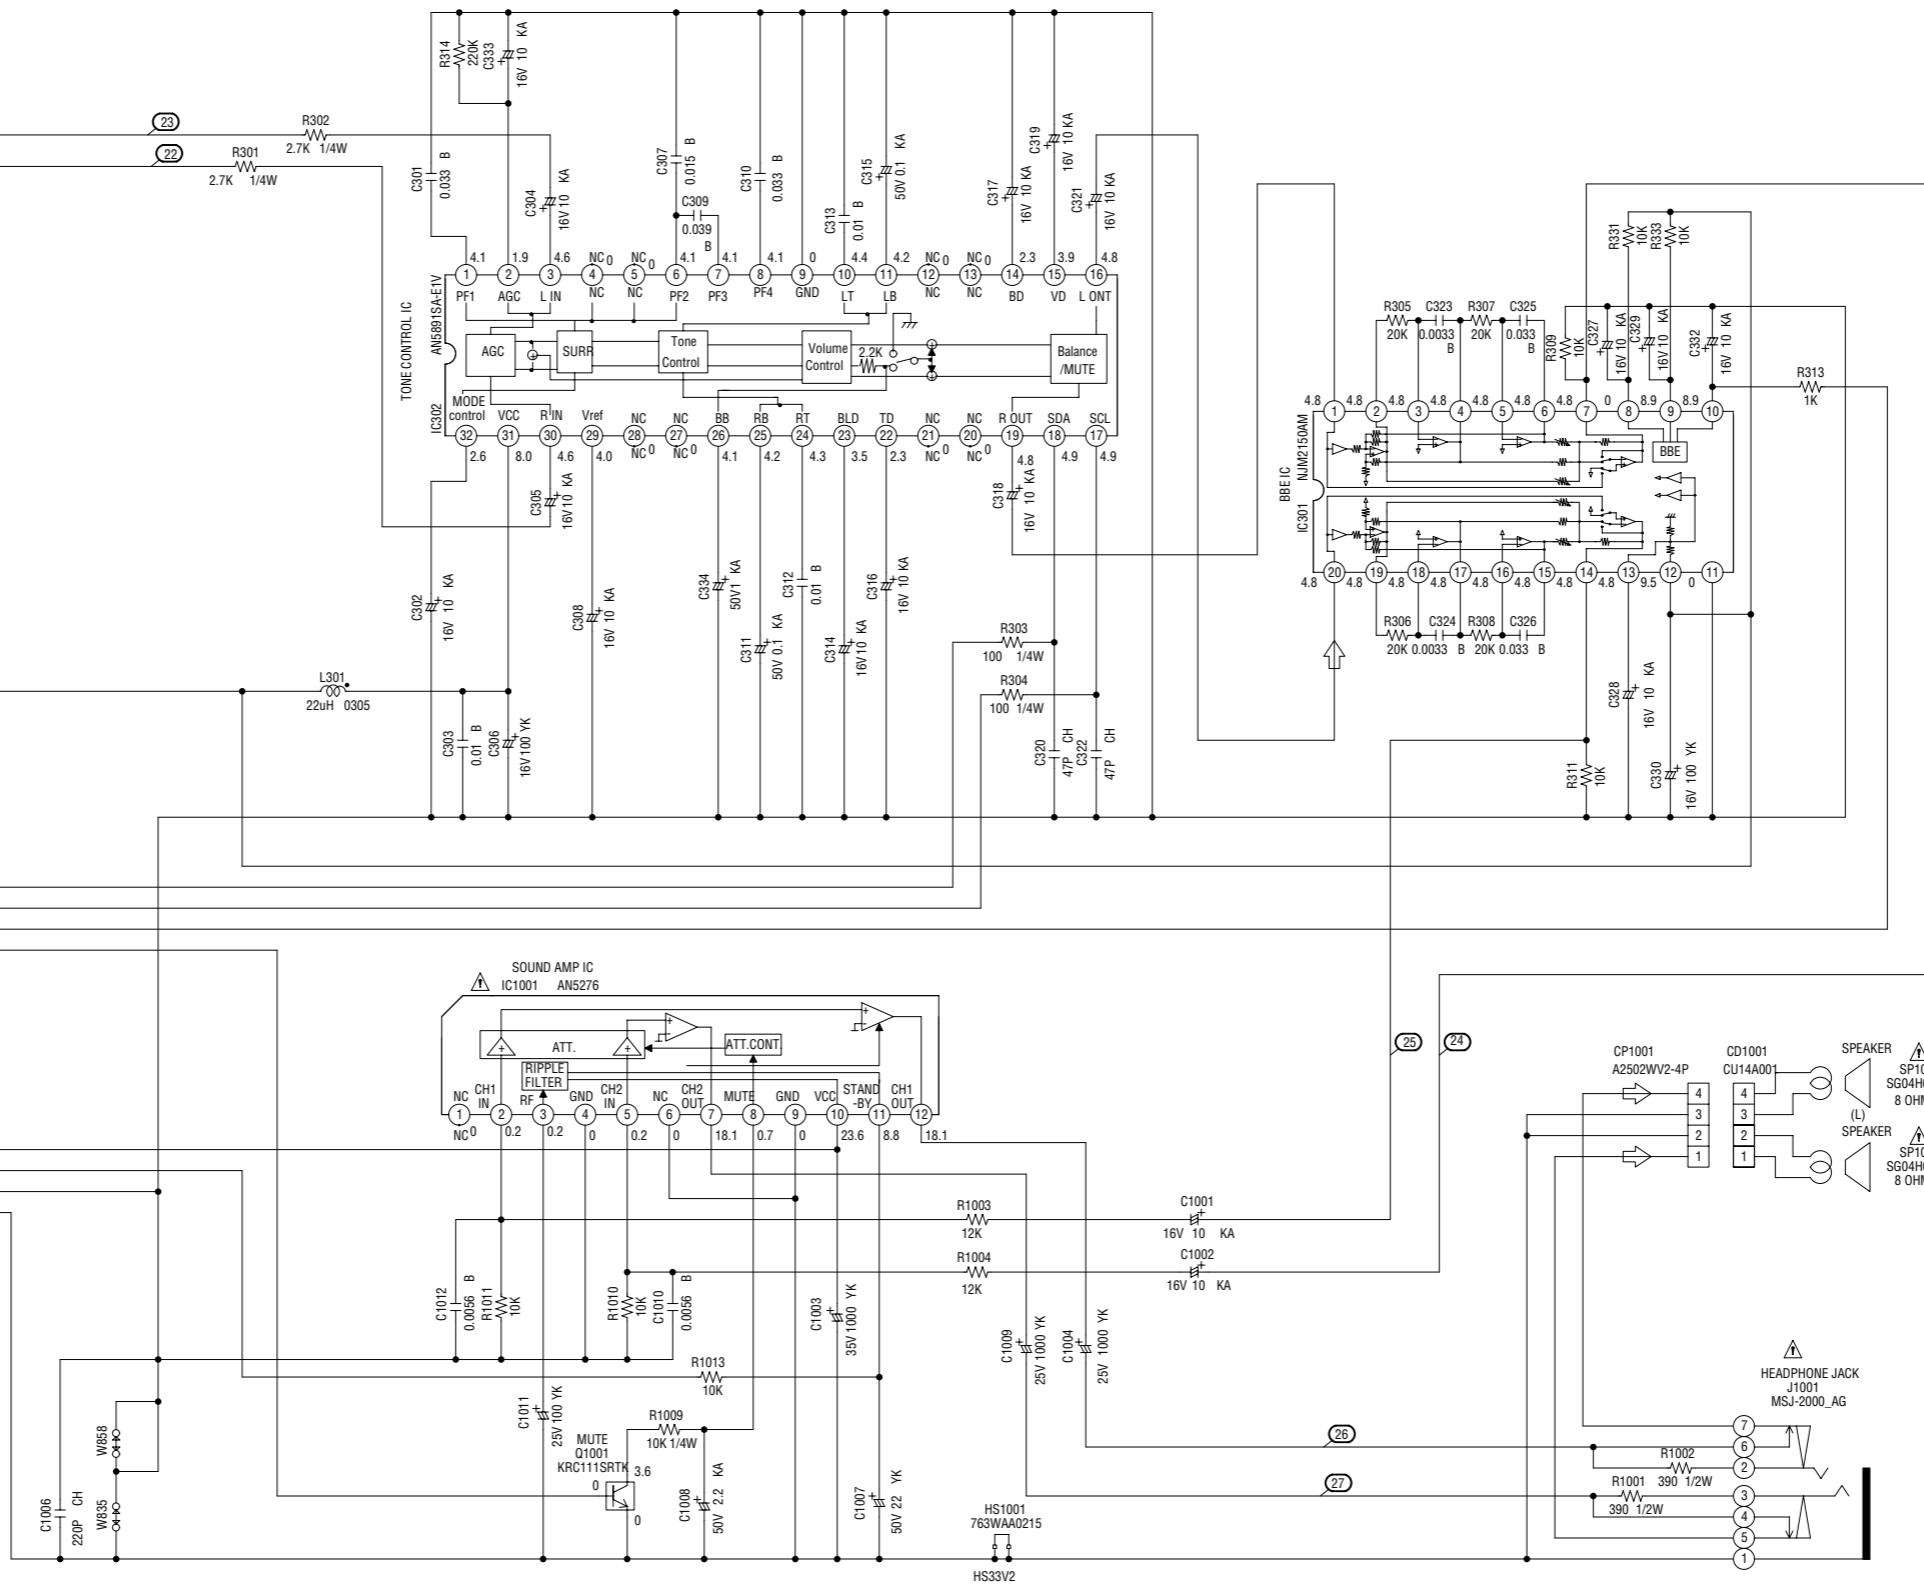 R314
220K
C333
16V 10 KA
23
R302
2.7K 1/4W
22
R301
2.7K 1/4W
C301
0.033 B
C304
16V 10 KA
C307
0.015 B
C309
0.039
B
C310
0.033 B
C313
0.01 B
C315
50V 0.1 KA
C317
16V 10 KA
C319
16V 10 KA
C321
16V 10 KA
TONE CONTROL IC
AN5891SA-E1V
IC302
4.1 1.9 4.6 NC 0 NC 0 4.1 4.1 4.1 0 4.4 4.2 NC 0 NC 0 2.3 3.9 4.8
1 2 3 4 5 6 7 8 9 10 11 12 13 14 15 16
PF1 AGC L IN NC NC PF2 PF3 PF4 GND LT LB NC NC BD VD L ONT
AGC
SURR
Tone
Control
Volume
Control
2.2K
Balance
/MUTE
MODE
control VCC R IN Vref NC NC BB RB RT BLD TD NC NC R OUT SDA SCL
32 31 30 29 28 27 26 25 24 23 22 21 20 19 18 17
2.6 8.0 4.6 4.0 NC 0 NC 0 4.1 4.2 4.3 3.5 2.3 NC 0 NC 0 4.8 4.9 4.9
C305
16V 10 KA
C318
16V 10 KA
C302
16V 10 KA
C308
16V 10 KA
C334
50V1 KA
C311
50V 0.1 KA
C312
0.01 B
C314
16V 10 KA
C316
16V 10 KA
R303
100 1/4W
R304
100 1/4W
C320
47P CH
C322
47P CH
L301
22uH 0305
C303
0.01 B
C306
16V 100 YK
R331
10K
R333
10K
R305
20K
C323
0.0033
B
R307
20K
C325
0.033
B
R309
10K
C327
16V 10 KA
C329
16V 10 KA
C332
16V 10 KA
R313
1K
BBE IC
IC301 NJM2150AM
4.8 4.8 4.8 4.8 4.8 4.8 4.8 0 8.9 8.9
1 2 3 4 5 6 7 8 9 10
BBE
20 19 18 17 16 15 14 13 12 11
4.8 4.8 4.8 4.8 4.8 4.8 4.8 4.8 9.5 0
R306
20K
C324
0.0033 B
R308
20K
C326
0.033 B
C328
16V 10 KA
R311
10K
C330
16V 100 YK
SOUND AMP IC
IC1001 AN5276
ATT.
ATT.CONT.
RIPPLE
FILTER
NC CH1 IN RF GND CH2 IN NC CH2 OUT MUTE GND VCC STAND-BY CH1 OUT
1 2 3 4 5 6 7 8 9 10 11 12
NC 0 0.2 0.2 0 0.2 0 18.1 0.7 0 23.6 8.8 18.1
25
24
R1003
12K
C1001
16V 10 KA
R1004
12K
C1002
16V 10 KA
C1012
0.0056 B
R1011
10K
R1010
10K
C1010
0.0056 B
C1003
35V 1000 YK
C1009
25V 1000 YK
C1004
25V 1000 YK
R1013
10K
C1011
25V 100 YK
R1009
10K 1/4W
MUTE
Q1001
KRC111SRTK
3.6
0
0
C1008
50V 2.2 KA
C1007
50V 22 YK
W858
W835
C1006
220P CH
HS1001
763WAA0215
HS33V2
26
27
CP1001
A2502WV2-4P
4
3
2
1
CD1001
CU14A001
4
3
2
1
SPEAKER
SP10
SG04H
8 OHM
(L)
SPEAKER
SP10
SG04H
8 OHM
HEADPHONE JACK
J1001
MSJ-2000_AG
7
6
R1002
390 1/2W
2
R1001
390 1/2W
3
4
5
1